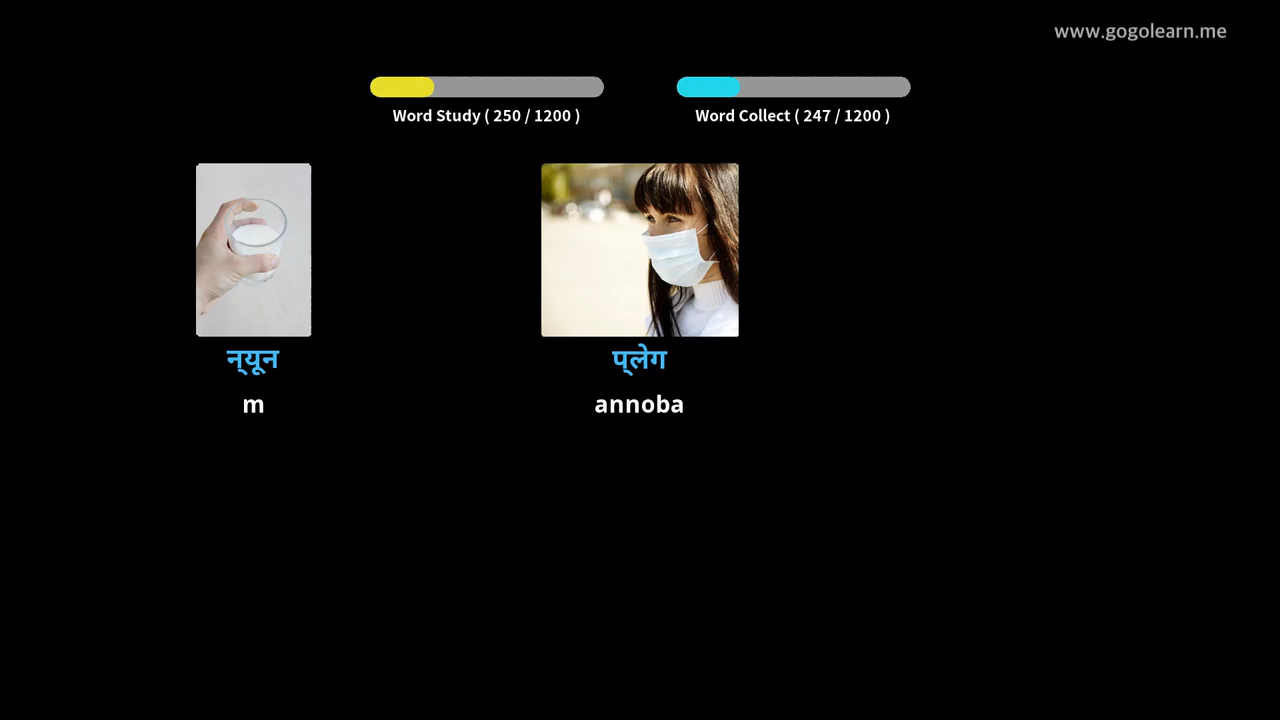 www.gogolearn.me
Word Study ( 250 / 1200 )
Word Collect ( 247 / 1200 )
न्यून
m
प्लेग
annoba